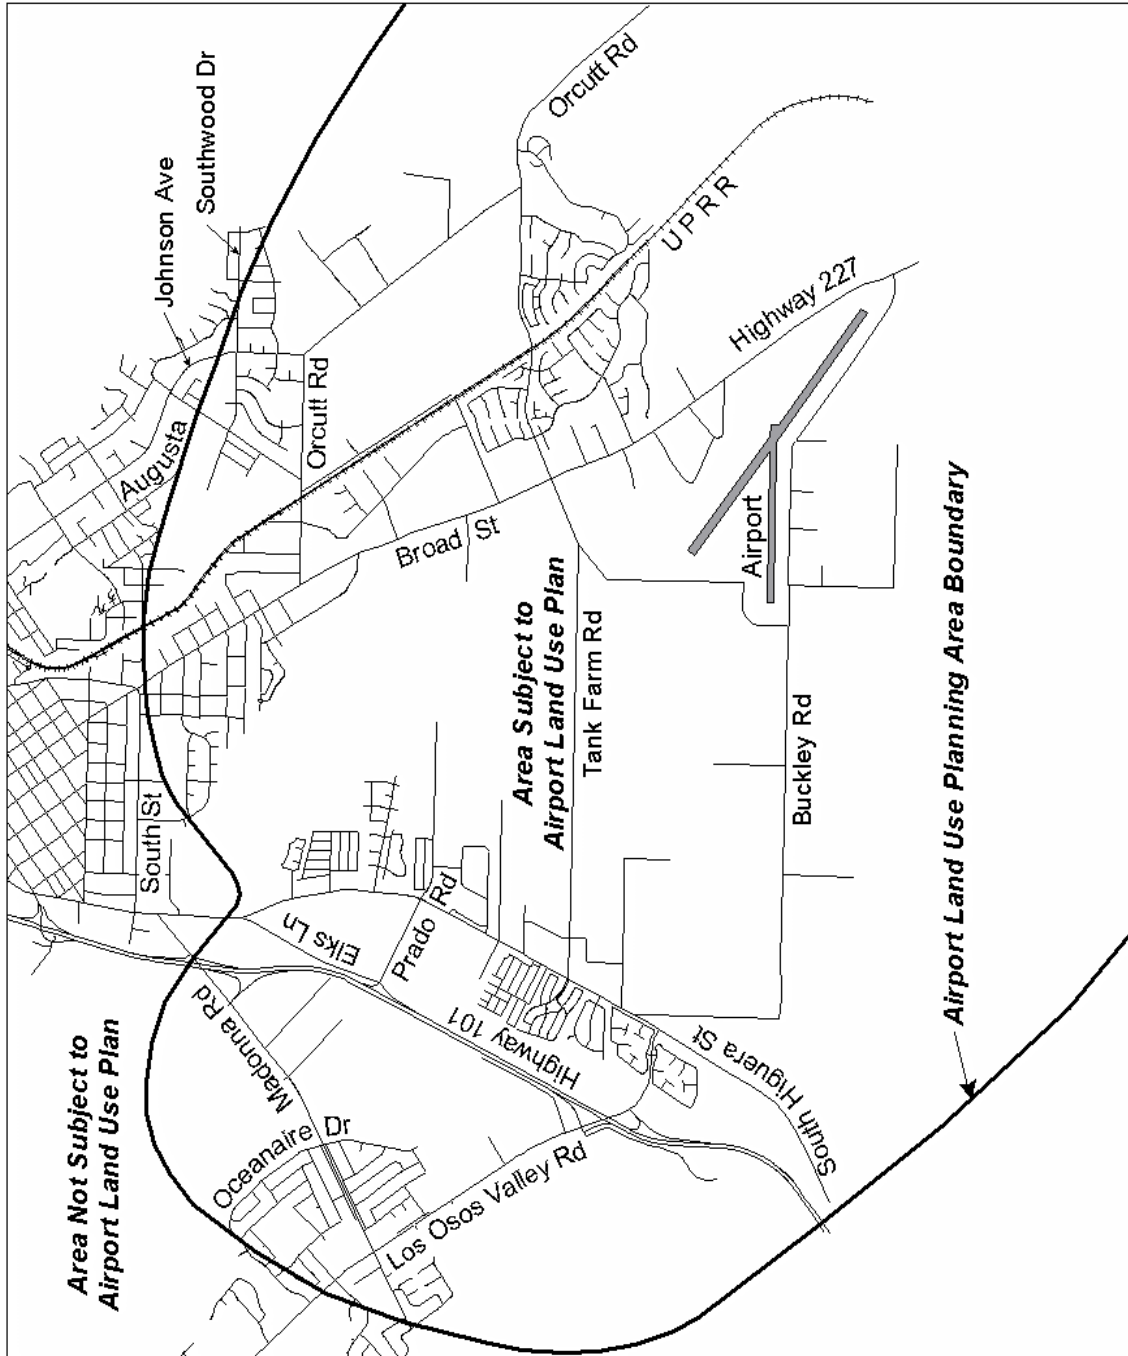 Area Not Subject to
Airport Land Use Plan
Oceanaire Dr
Madonna Rd
Los Osos Valley Rd
South St
Elks Ln
Prado Rd
Highway 101
South Higuera St
Augusta
Johnson Ave
Southwood Dr
Orcutt Rd
Broad St
Orcutt Rd
UPRR
Highway 227
Area Subject to
Airport Land Use Plan
Tank Farm Rd
Airport
Buckley Rd
Airport Land Use Planning Area Boundary